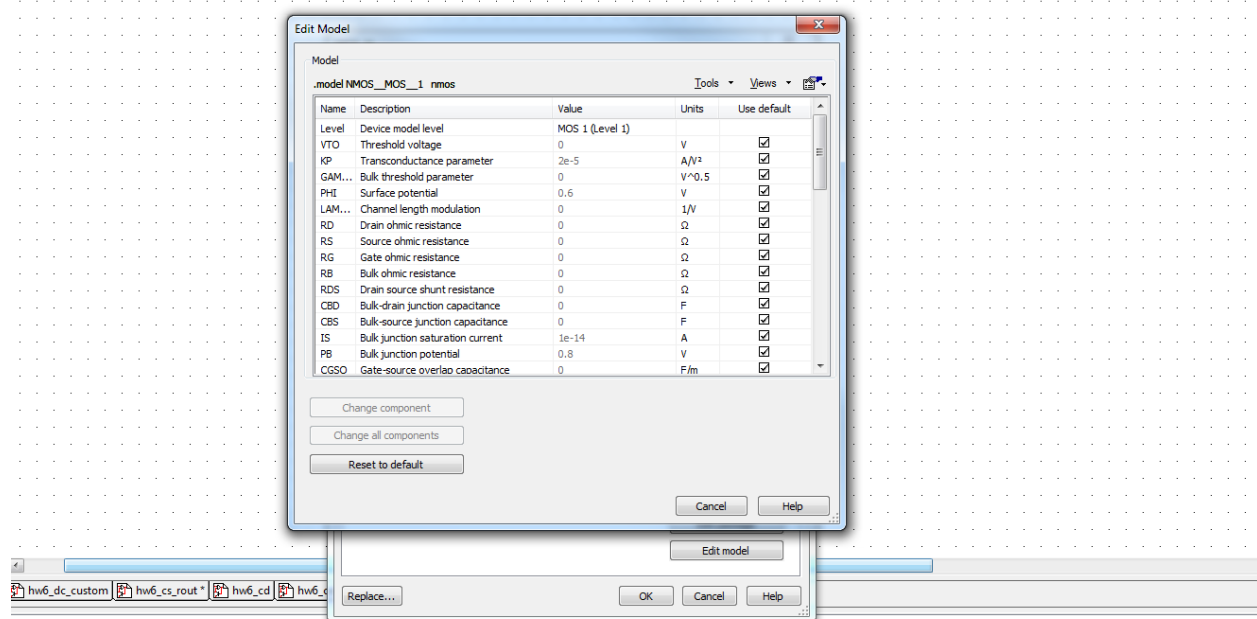 Edit Model
Model
.model NMOS__MOS__1 nmos Tools Views
Name Description Value Units Use default
Level Device model level MOS 1 (Level 1)
VTO Threshold voltage 0 V
KP Transconductance parameter 2e-5 A/V²
GAM... Bulk threshold parameter 0 V^0.5
PHI Surface potential 0.6 V
LAM... Channel length modulation 0 1/V
RD Drain ohmic resistance 0 Ω
RS Source ohmic resistance 0 Ω
RG Gate ohmic resistance 0 Ω
RB Bulk ohmic resistance 0 Ω
RDS Drain source shunt resistance 0 Ω
CBD Bulk-drain junction capacitance 0 F
CBS Bulk-source junction capacitance 0 F
IS Bulk junction saturation current 1e-14 A
PB Bulk junction potential 0.8 V
CGSO Gate-source overlap capacitance 0 F/m
Change component
Change all components
Reset to default
Cancel Help
Edit model
hw6_dc_custom hw6_cs_rout * hw6_cd
Replace... OK Cancel Help